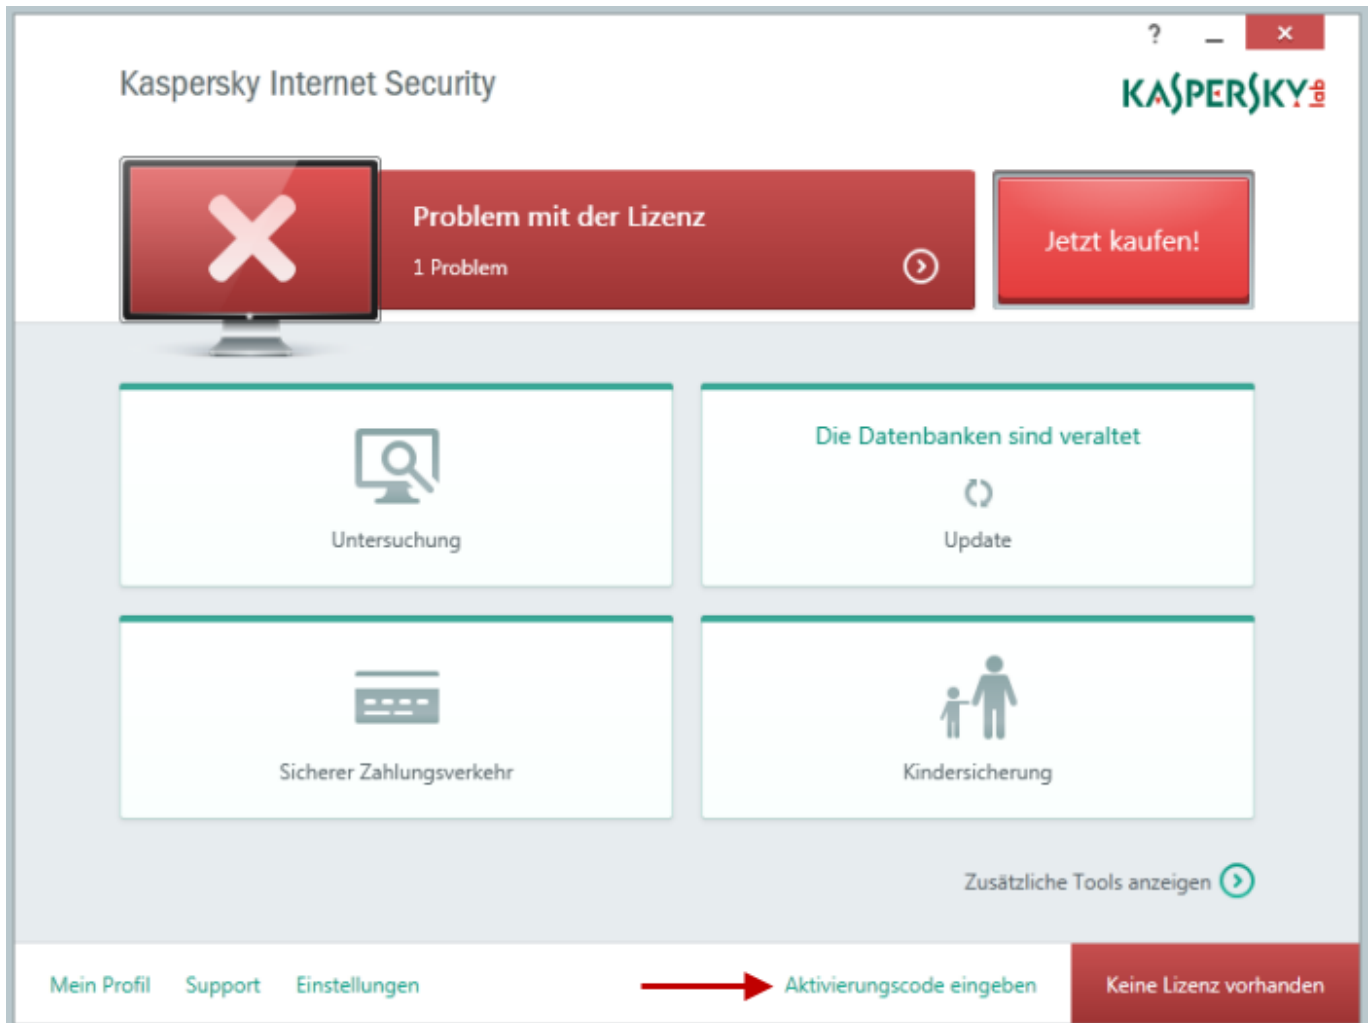 ?
Kaspersky Internet Security
KASPERSKY lab
Problem mit der Lizenz
1 Problem
Jetzt kaufen!
Die Datenbanken sind veraltet
Untersuchung
Update
Sicherer Zahlungsverkehr
Kindersicherung
Zusätzliche Tools anzeigen
Mein Profil Support Einstellungen Aktivierungscode eingeben Keine Lizenz vorhanden